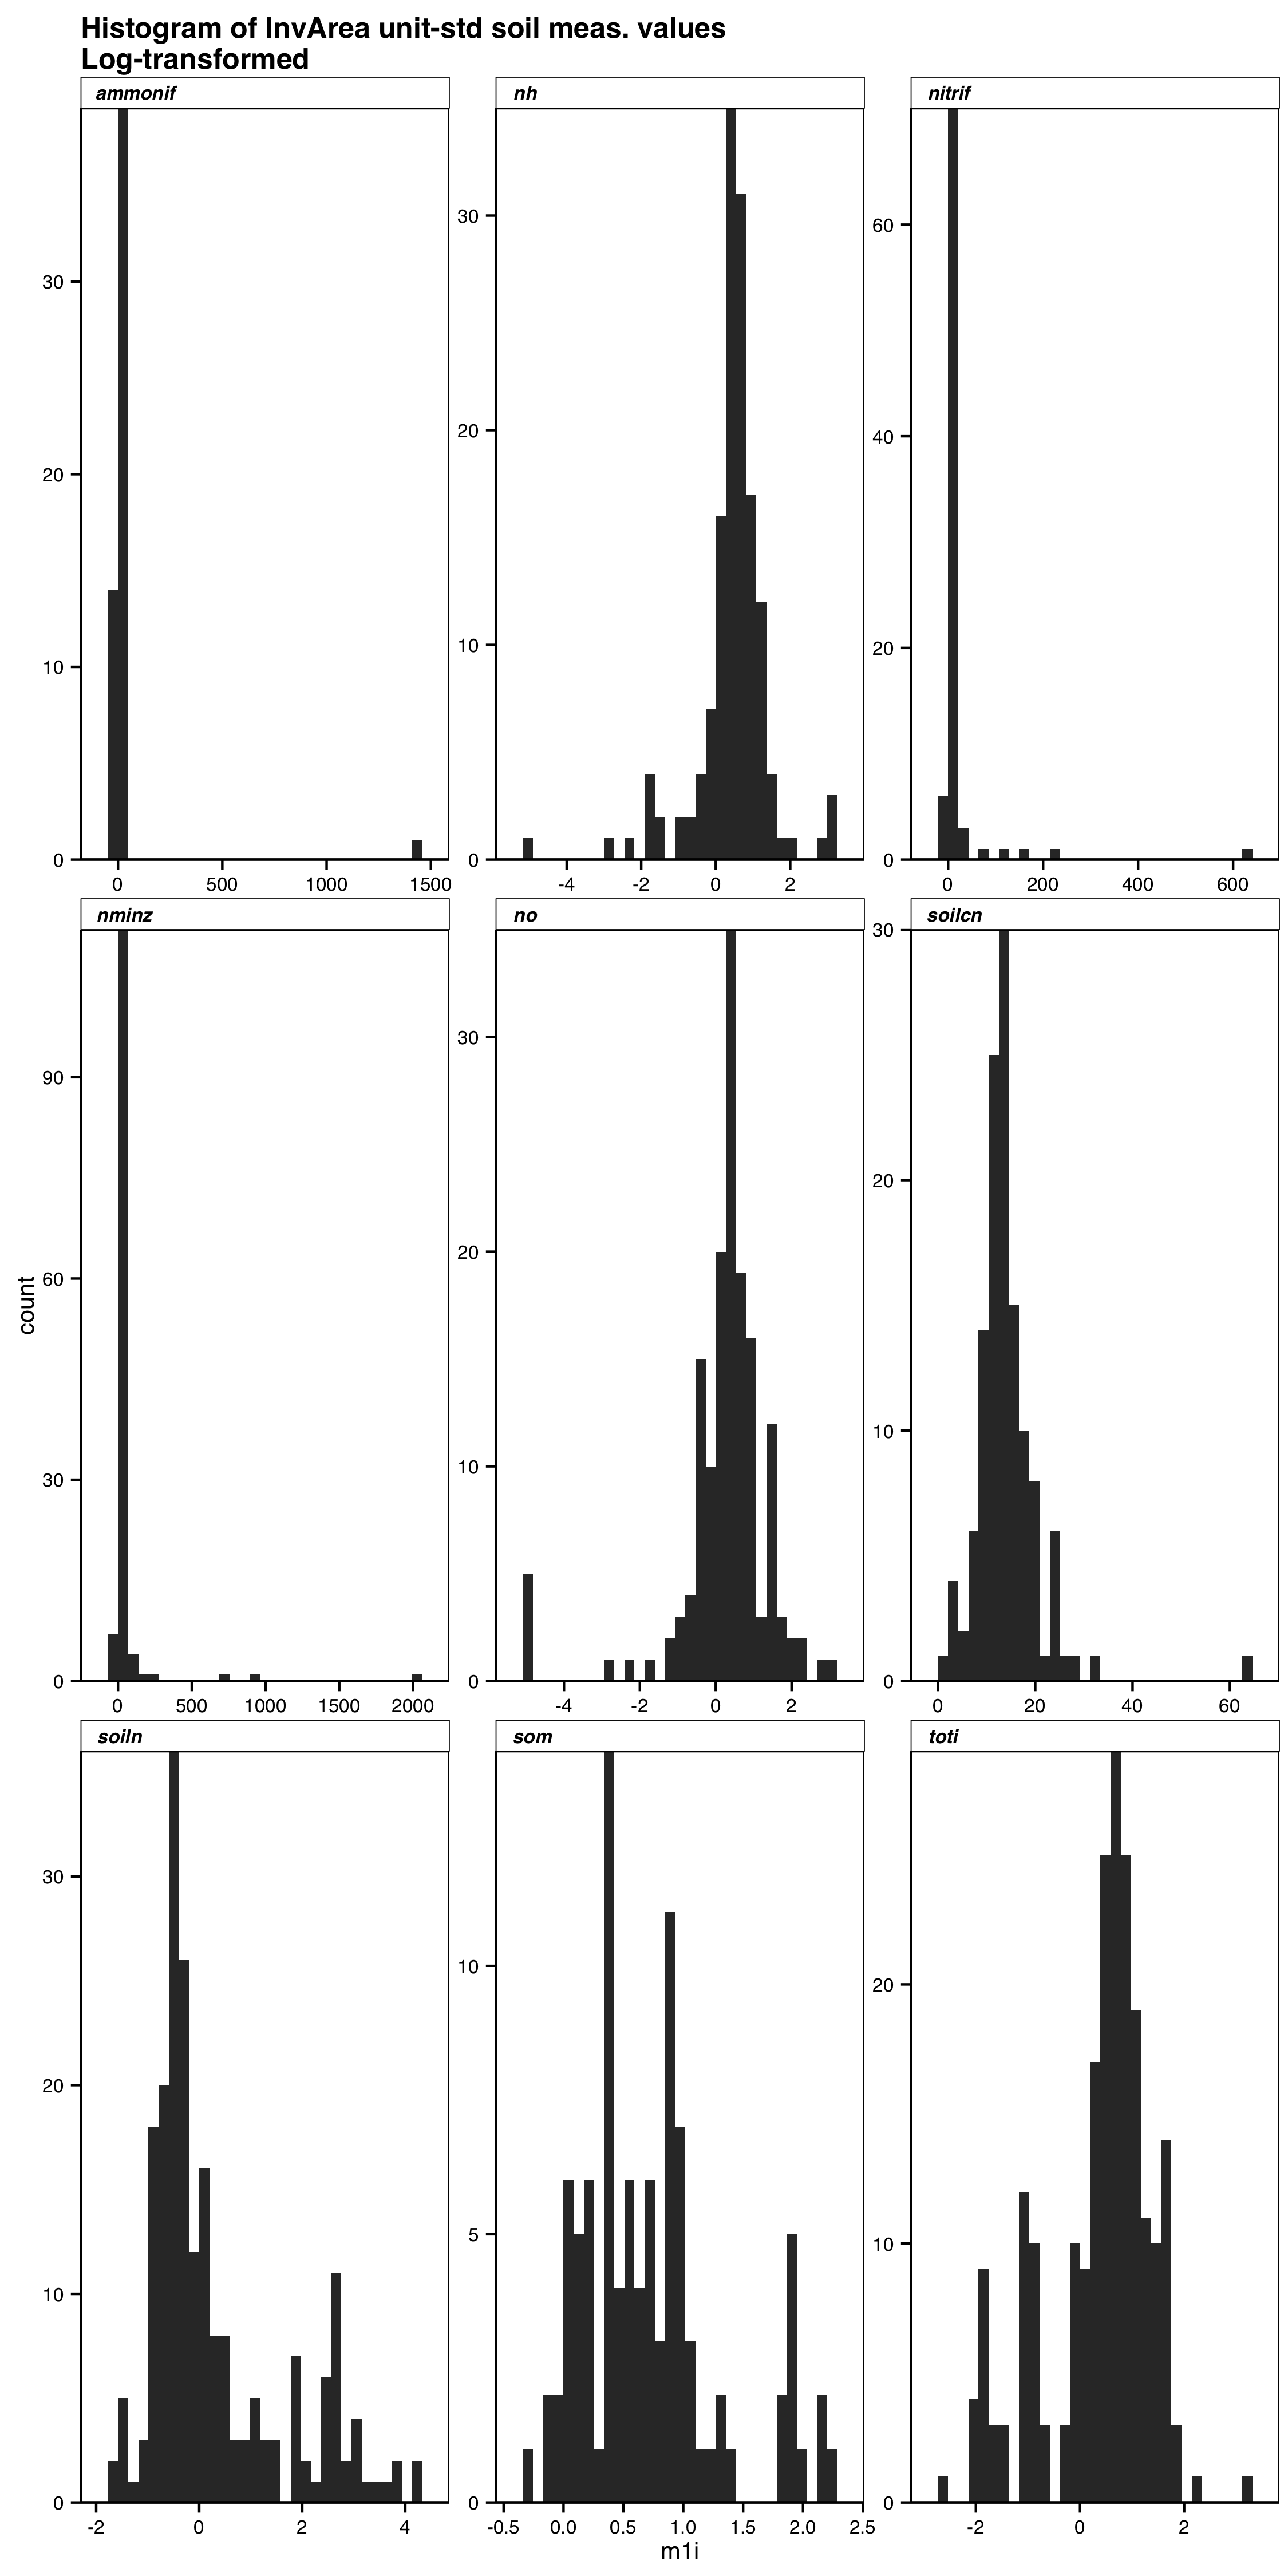 Histogram of InvArea unit-std soil meas. values
Log-transformed
ammonif nh nitrif
30 20 10 0
30 20 10 0
60 40 20 0
0 500 1000 1500
-4 -2 0 2
0 200 400 600
nminz no soilcn
90 60 30 0
30 20 10 0
30 20 10 0
0 500 1000 1500 2000
-4 -2 0 2
0 20 40 60
count
soiln som toti
30 20 10 0
10 5 0
20 10 0
-2 0 2 4
-0.5 0.0 0.5 1.0 1.5 2.0 2.5
-2 0 2
m1i